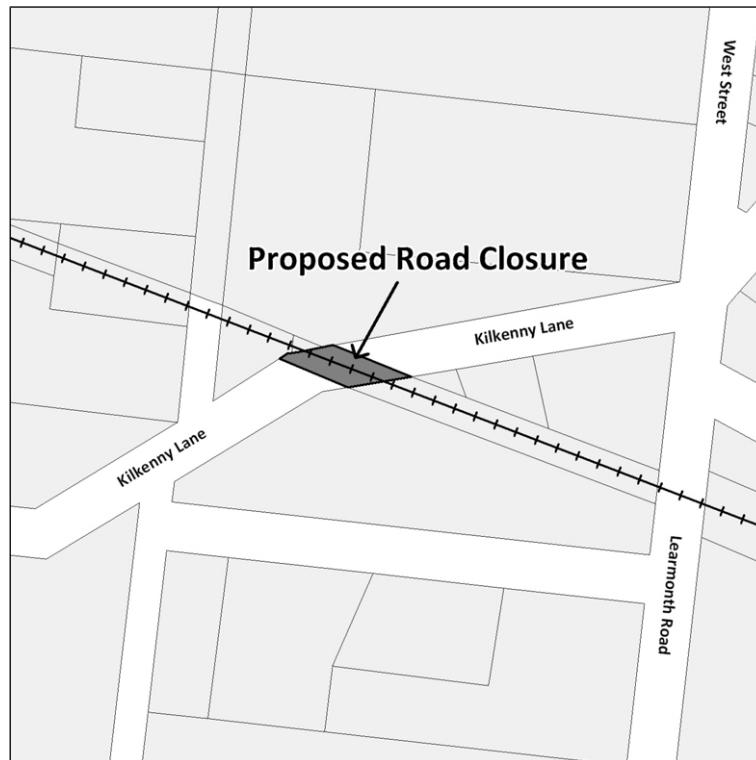 West Street
Proposed Road Closure
Kilkenny Lane
Kilkenny Lane
Learmonth Road